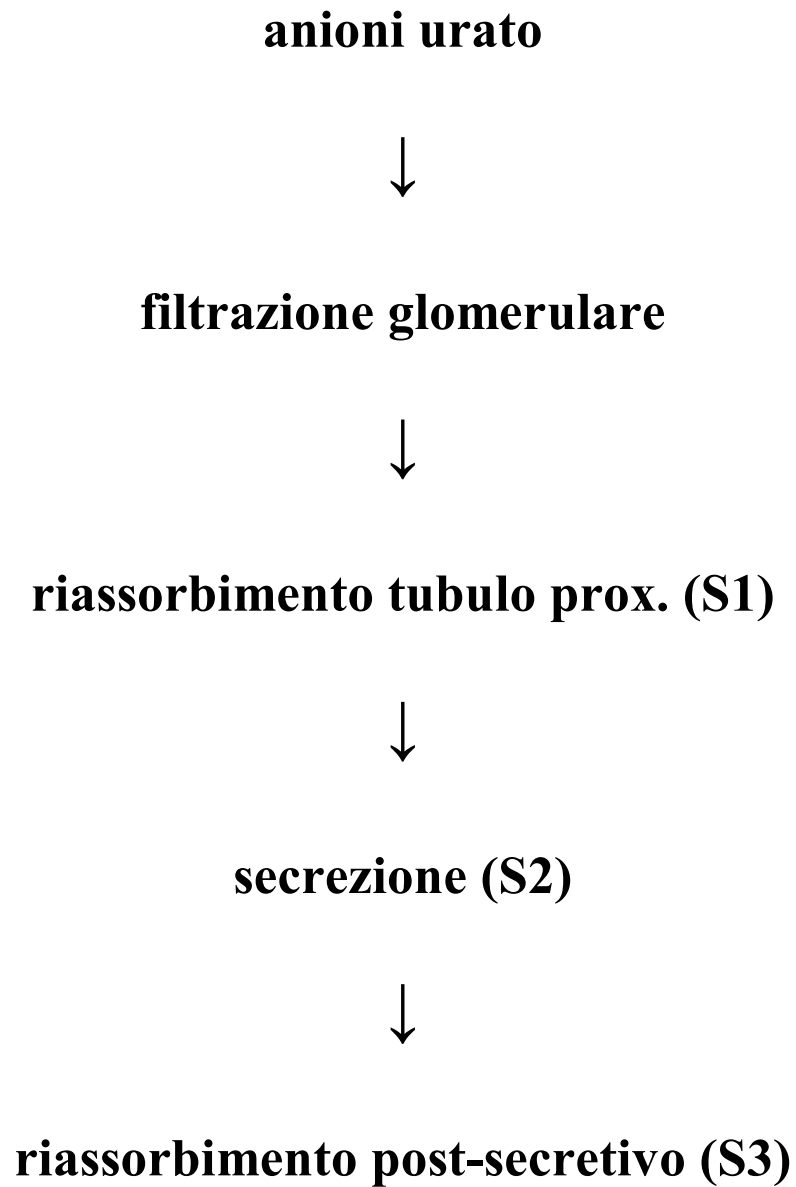 anioni urato
↓
filtrazione glomerulare
↓
riassorbimento tubulo prox. (S1)
↓
secrezione (S2)
↓
riassorbimento post-secretivo (S3)